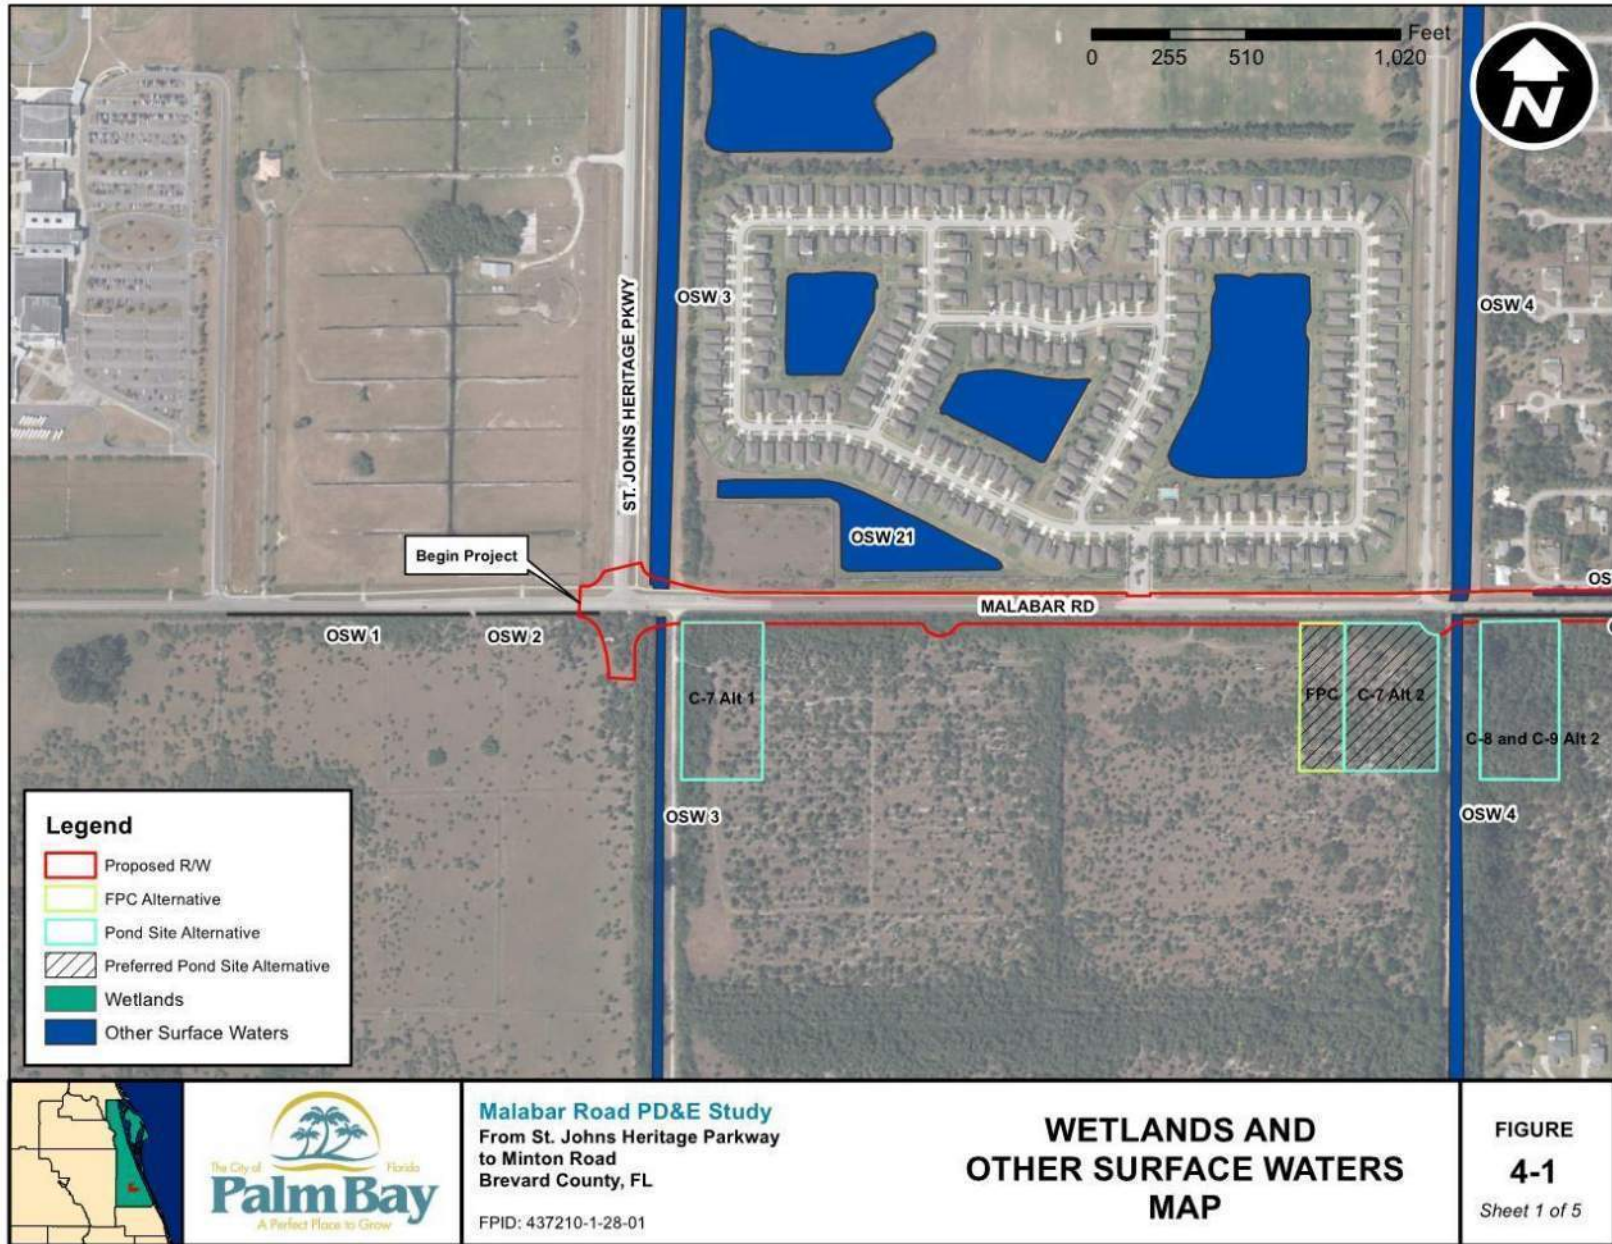 Feet
0 255 510 1,020
N
ST. JOHNS HERITAGE PKWY
OSW 3
OSW 4
OSW 21
Begin Project
OS
MALABAR RD
OSW 1
OSW 2
C-7 Alt 1
FPC
C-7 Alt 2
C-8 and C-9 Alt 2
OSW 3
OSW 4
Legend
Proposed R/W
FPC Alternative
Pond Site Alternative
Preferred Pond Site Alternative
Wetlands
Other Surface Waters
The City of Florida
Palm Bay
A Perfect Place to Grow
Malabar Road PD&E Study
From St. Johns Heritage Parkway
to Minton Road
Brevard County, FL
FPID: 437210-1-28-01
WETLANDS AND
OTHER SURFACE WATERS
MAP
FIGURE
4-1
Sheet 1 of 5